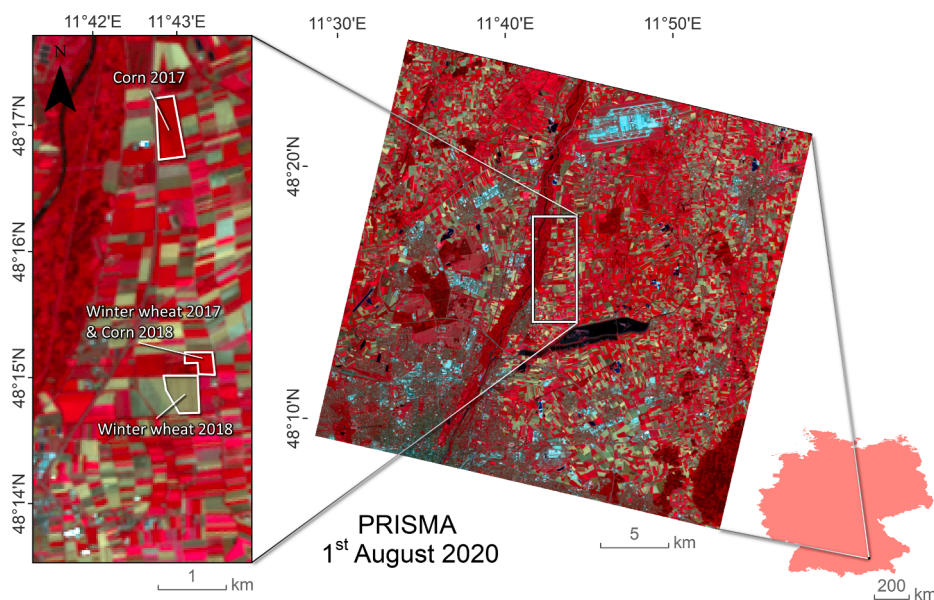 11°42'E 11°43'E
11°30'E 11°40'E 11°50'E
N
Corn 2017
48°17'N
48°20'N
48°16'N
Winter wheat 2017
& Corn 2018
48°15'N
Winter wheat 2018
48°10'N
48°14'N
PRISMA
1st August 2020
5
km
1
km
200
km